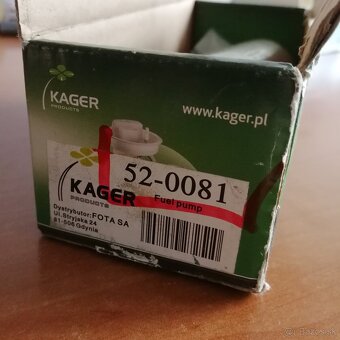 KAGER
PRODUCTS
www.kager.pl
KAGER
PRODUCTS
52-0081
Fuel pump
Dystrybutor: FOTA SA
Ul. Stryjska 24
81-506 Gdynia